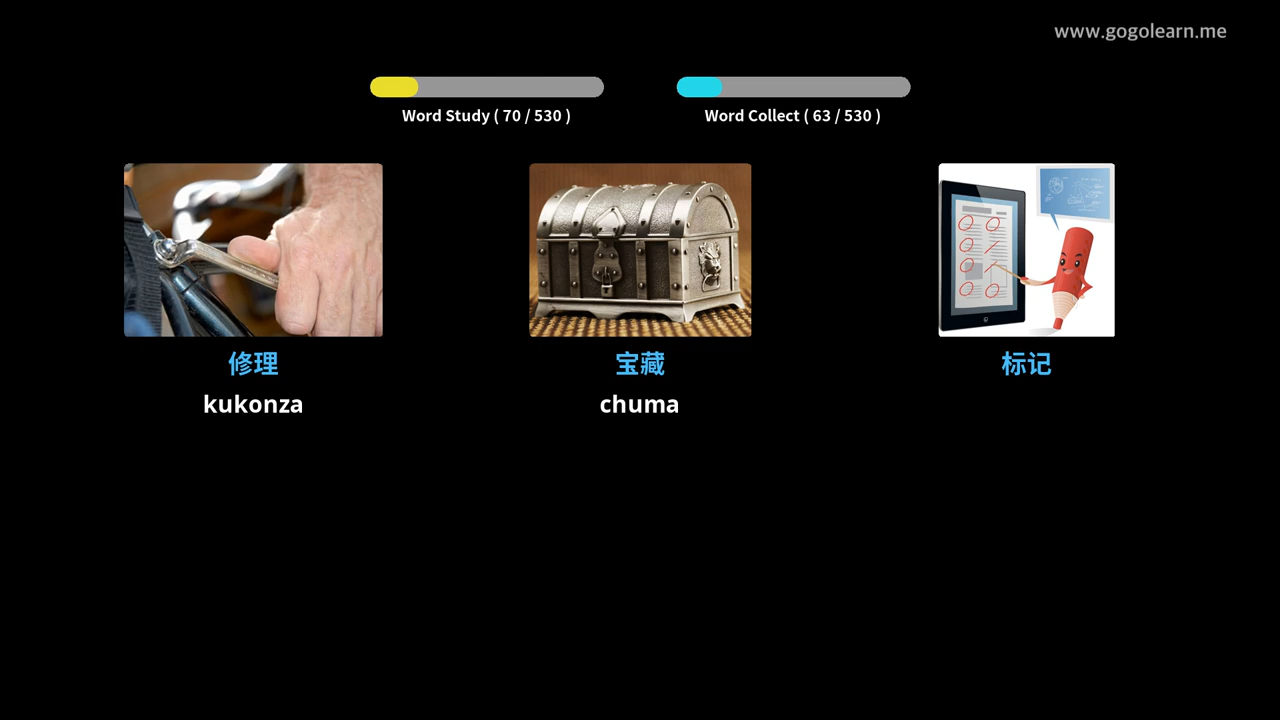 www.gogolearn.me
Word Study ( 70 / 530 )
Word Collect ( 63 / 530 )
修理
宝藏
标记
kukonza
chuma